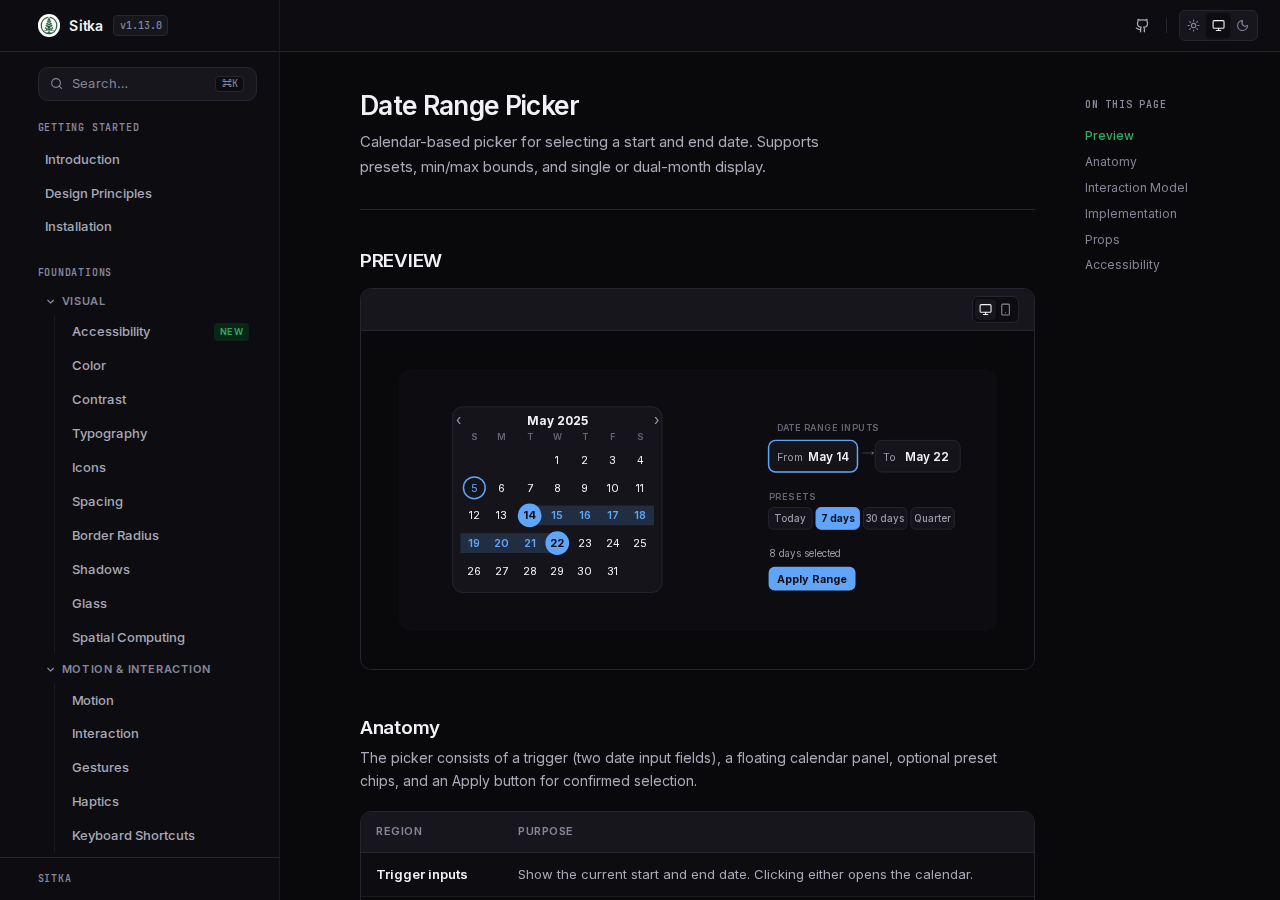 Sitka v1.13.0
Search... ⌘K
GETTING STARTED
Introduction
Design Principles
Installation
FOUNDATIONS
VISUAL
Accessibility NEW
Color
Contrast
Typography
Icons
Spacing
Border Radius
Shadows
Glass
Spatial Computing
MOTION & INTERACTION
Motion
Interaction
Gestures
Haptics
Keyboard Shortcuts
SITKA
Date Range Picker
Calendar-based picker for selecting a start and end date. Supports
presets, min/max bounds, and single or dual-month display.
PREVIEW
‹ May 2025 ›
S M T W T F S
1 2 3 4
5 6 7 8 9 10 11
12 13 14 15 16 17 18
19 20 21 22 23 24 25
26 27 28 29 30 31
DATE RANGE INPUTS
From May 14 → To May 22
PRESETS
Today 7 days 30 days Quarter
8 days selected
Apply Range
Anatomy
The picker consists of a trigger (two date input fields), a floating calendar panel, optional preset
chips, and an Apply button for confirmed selection.
REGION PURPOSE
Trigger inputs Show the current start and end date. Clicking either opens the calendar.
ON THIS PAGE
Preview
Anatomy
Interaction Model
Implementation
Props
Accessibility